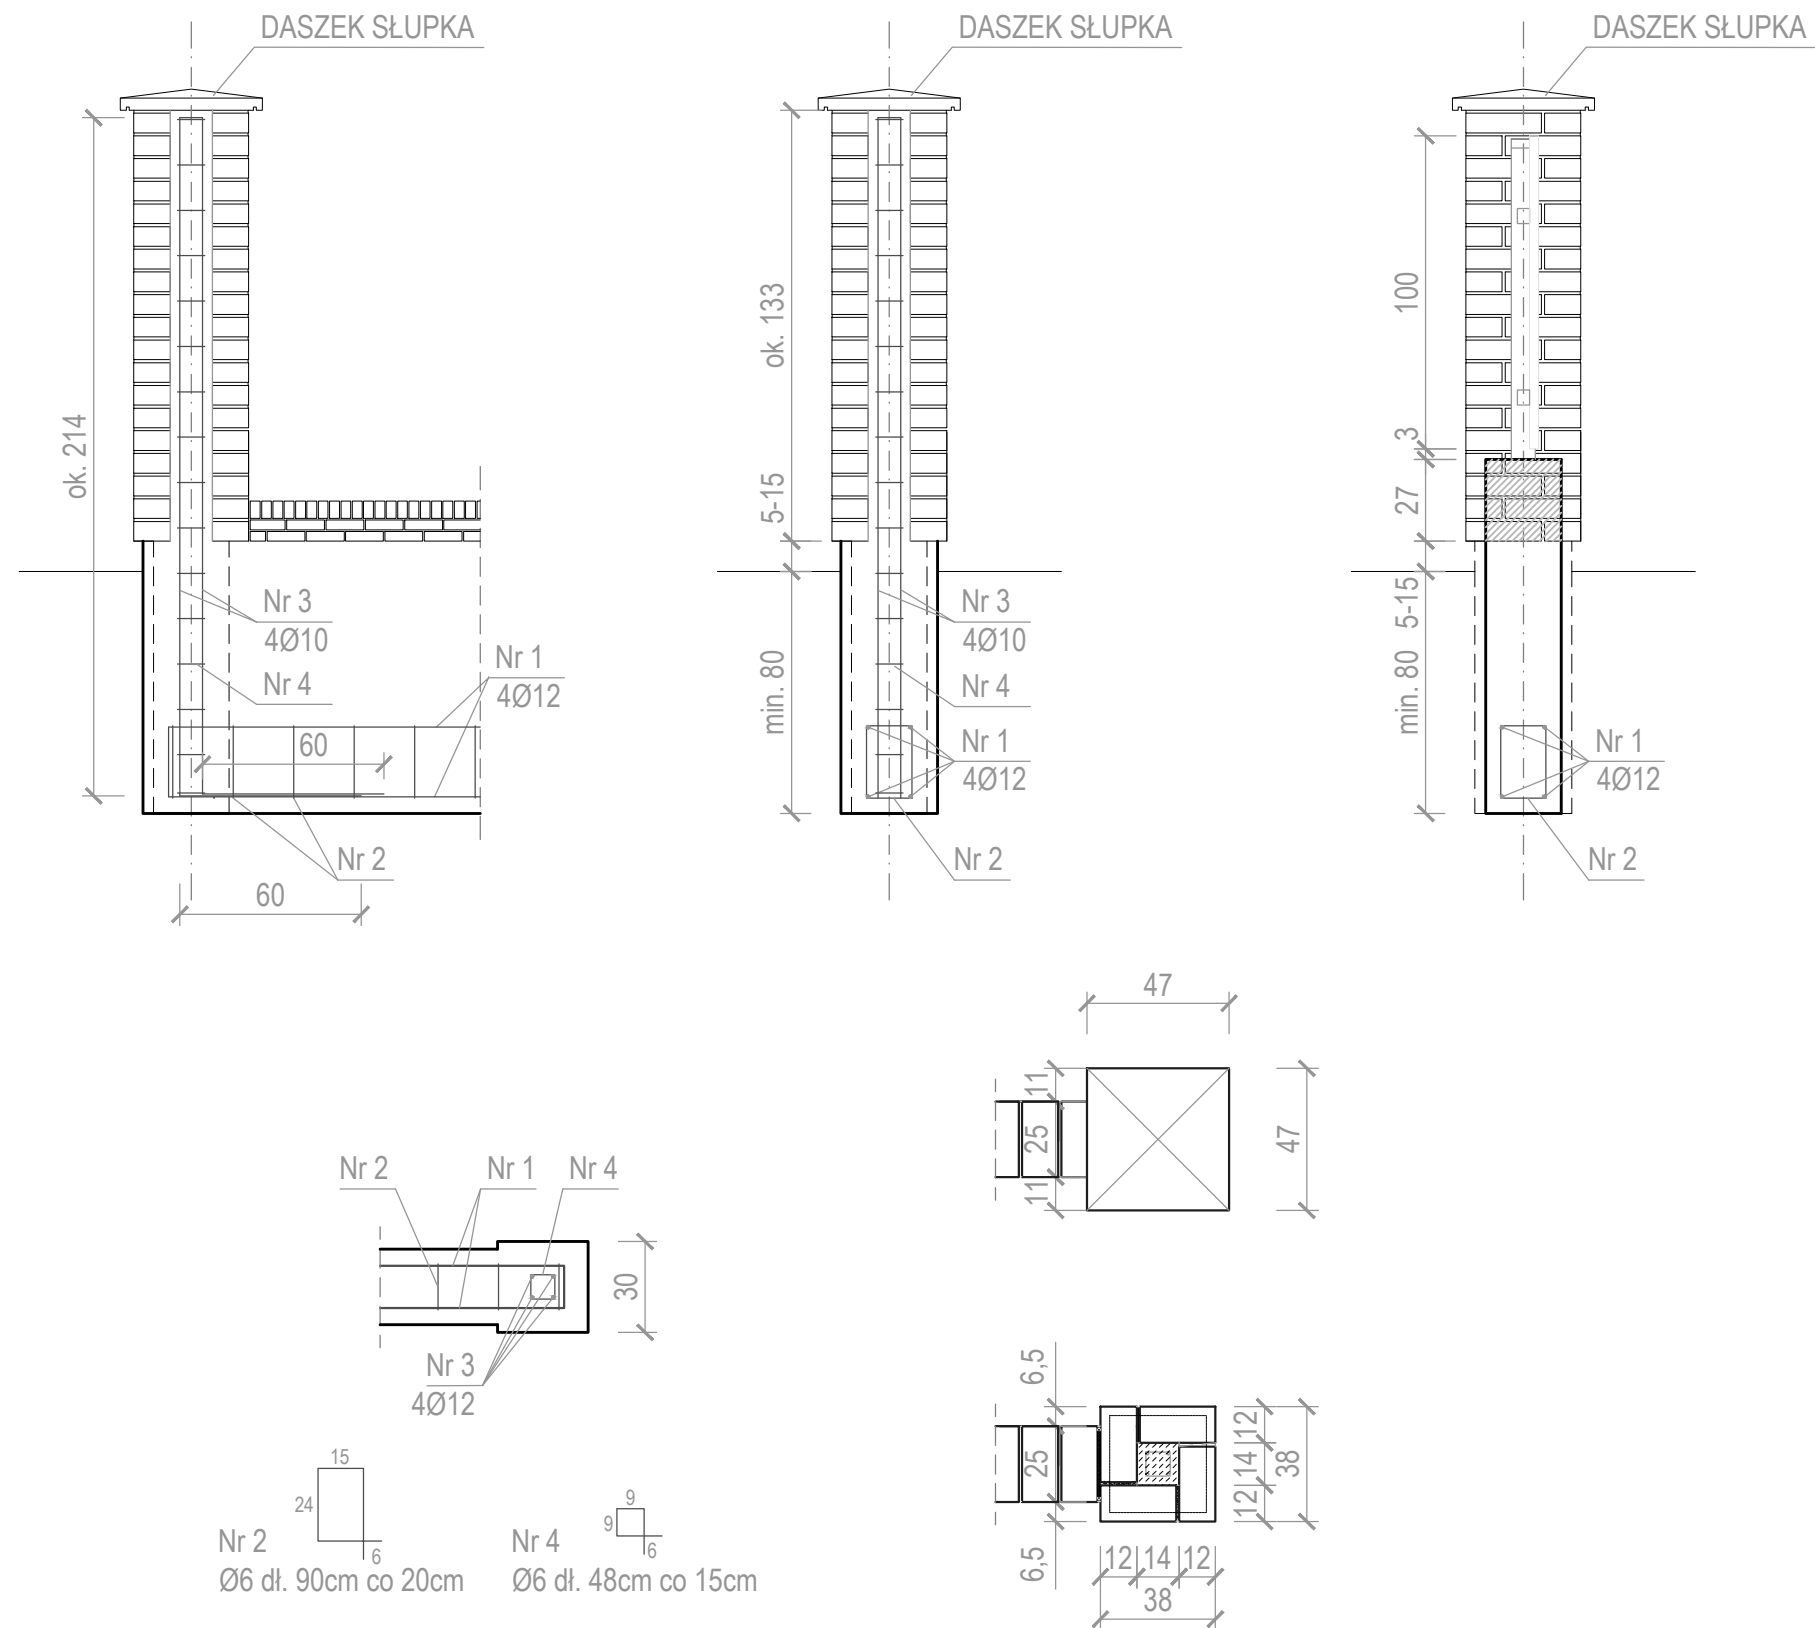 DASZEK SŁUPKA
ok. 214
Nr 3
4Ø10
Nr 4
Nr 1
4Ø12
60
Nr 2
60
DASZEK SŁUPKA
ok. 133
5-15
min. 80
Nr 3
4Ø10
Nr 4
Nr 1
4Ø12
Nr 2
DASZEK SŁUPKA
100
3
27
5-15
min. 80
Nr 1
4Ø12
Nr 2
47
11
25
11
47
Nr 2
Nr 1
Nr 4
30
Nr 3
4Ø12
6,5
25
6,5
12
14
12
38
12
14
12
38
15
24
6
Nr 2
Ø6 dł. 90cm co 20cm
9
9
6
Nr 4
Ø6 dł. 48cm co 15cm